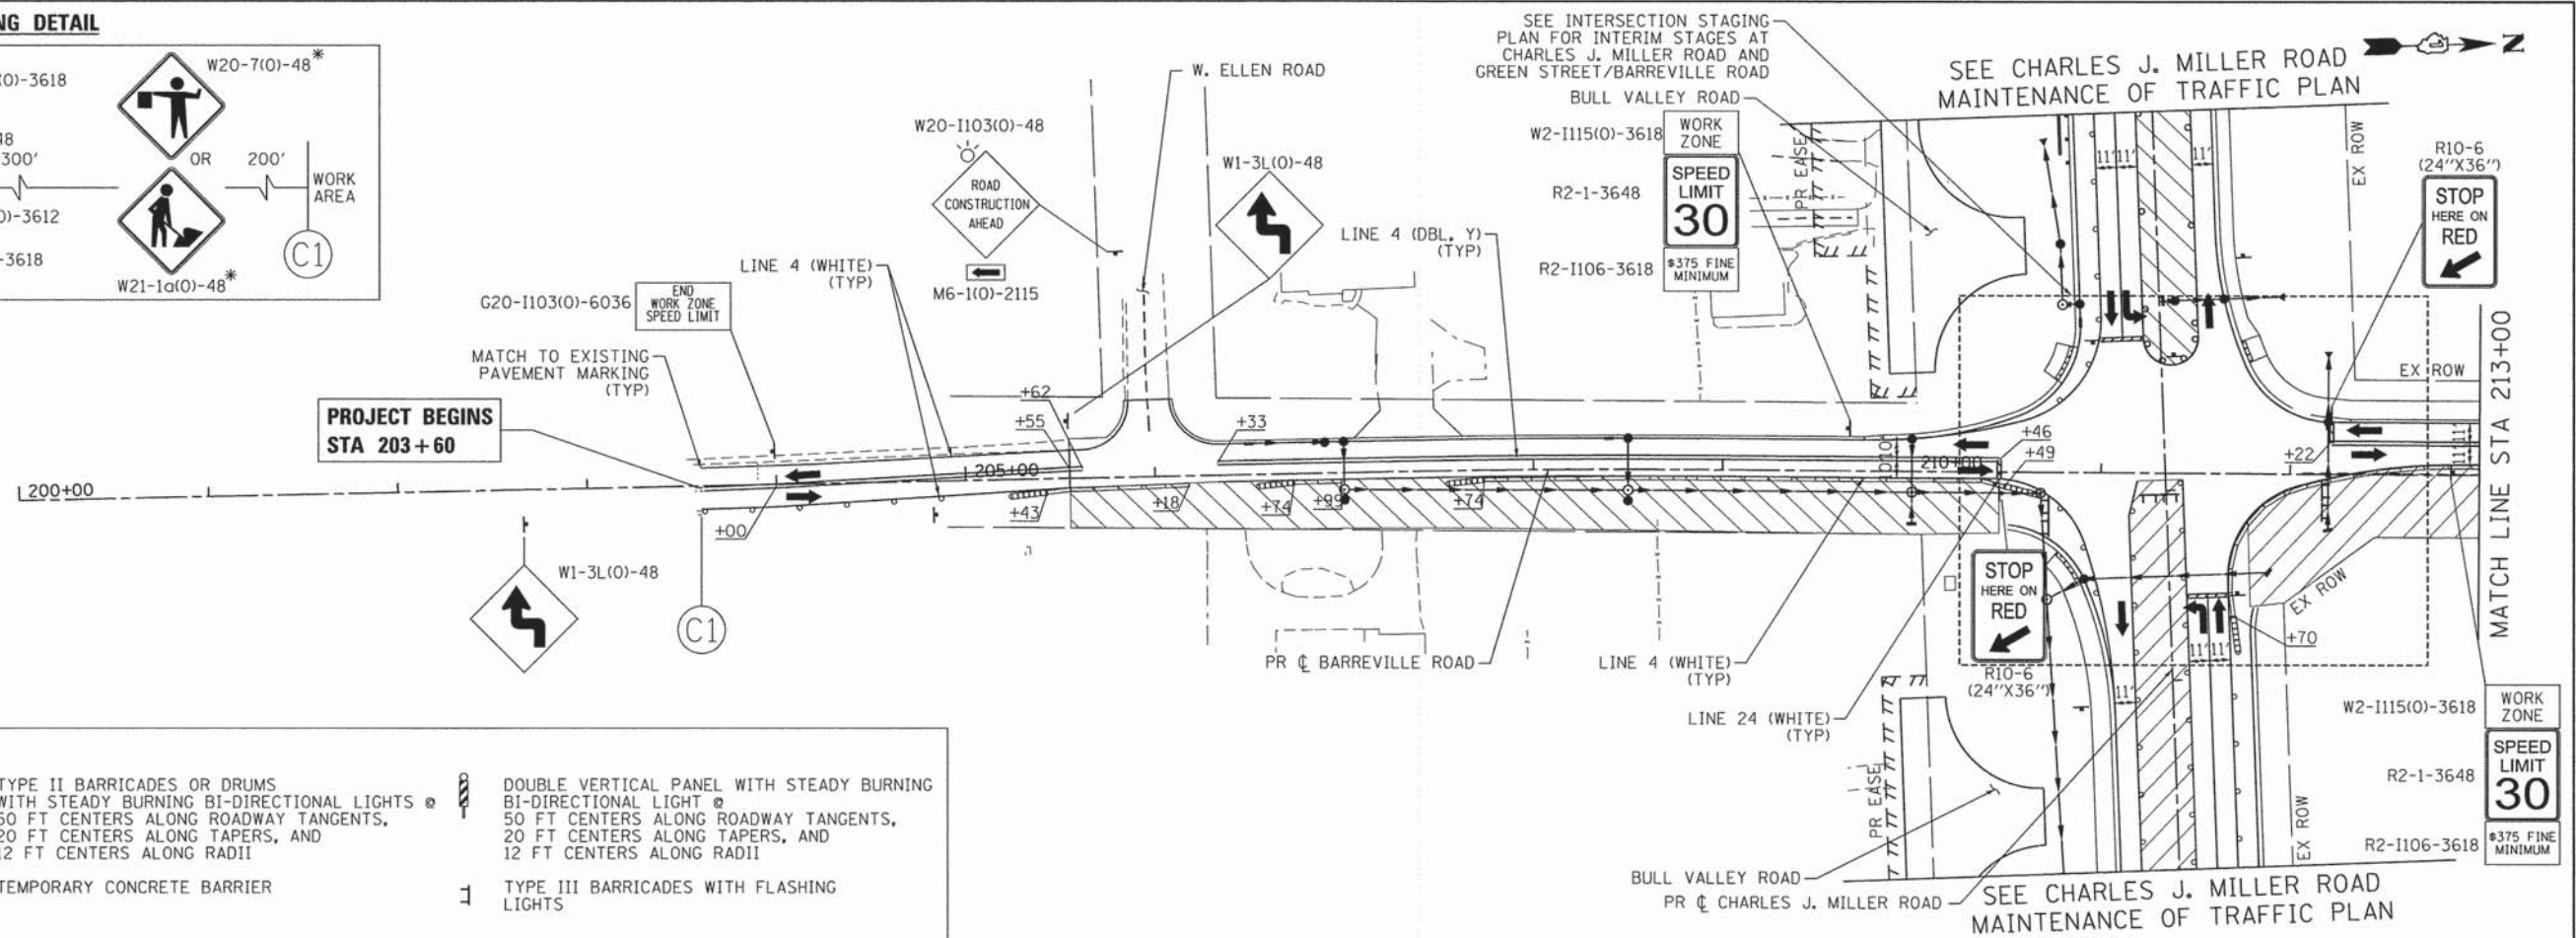 NG DETAIL
(O)-3618
W20-7(O)-48*
48
300'
OR
200'
WORK
AREA
O)-3612
-3618
C1
W21-1a(O)-48*
W20-I103(O)-48
ROAD
CONSTRUCTION
AHEAD
M6-1(O)-2115
W. ELLEN ROAD
W1-3L(O)-48
LINE 4 (DBL, Y)
(TYP)
LINE 4 (WHITE)
(TYP)
G20-I103(O)-6036
END
WORK ZONE
SPEED LIMIT
MATCH TO EXISTING
PAVEMENT MARKING
(TYP)
PROJECT BEGINS
STA 203+60
200+00
+00
205+00
+62
+55
+33
+43
+18
+74
+99
+74
W1-3L(O)-48
C1
SEE INTERSECTION STAGING
PLAN FOR INTERIM STAGES AT
CHARLES J. MILLER ROAD AND
GREEN STREET/BARREVILLE ROAD
BULL VALLEY ROAD
W2-I115(O)-3618
WORK
ZONE
R2-1-3648
SPEED
LIMIT
30
R2-I106-3618
$375 FINE
MINIMUM
PR EASE
SEE CHARLES J. MILLER ROAD
MAINTENANCE OF TRAFFIC PLAN
N
11' 11'
11'
EX ROW
R10-6
(24"X36")
STOP
HERE ON
RED
EX ROW
10'10'
210+00
+46
+49
+22
11' 11'
MATCH LINE STA 213+00
STOP
HERE ON
RED
R10-6
(24"X36")
EX ROW
+70
11' 11'
11'
PR ℄ BARREVILLE ROAD
LINE 4 (WHITE)
(TYP)
LINE 24 (WHITE)
(TYP)
PR EASE
EX ROW
W2-I115(O)-3618
WORK
ZONE
R2-1-3648
SPEED
LIMIT
30
R2-I106-3618
$375 FINE
MINIMUM
BULL VALLEY ROAD
PR ℄ CHARLES J. MILLER ROAD
SEE CHARLES J. MILLER ROAD
MAINTENANCE OF TRAFFIC PLAN
TYPE II BARRICADES OR DRUMS
WITH STEADY BURNING BI-DIRECTIONAL LIGHTS @
50 FT CENTERS ALONG ROADWAY TANGENTS,
20 FT CENTERS ALONG TAPERS, AND
12 FT CENTERS ALONG RADII
TEMPORARY CONCRETE BARRIER
DOUBLE VERTICAL PANEL WITH STEADY BURNING
BI-DIRECTIONAL LIGHT @
50 FT CENTERS ALONG ROADWAY TANGENTS,
20 FT CENTERS ALONG TAPERS, AND
12 FT CENTERS ALONG RADII
TYPE III BARRICADES WITH FLASHING
LIGHTS